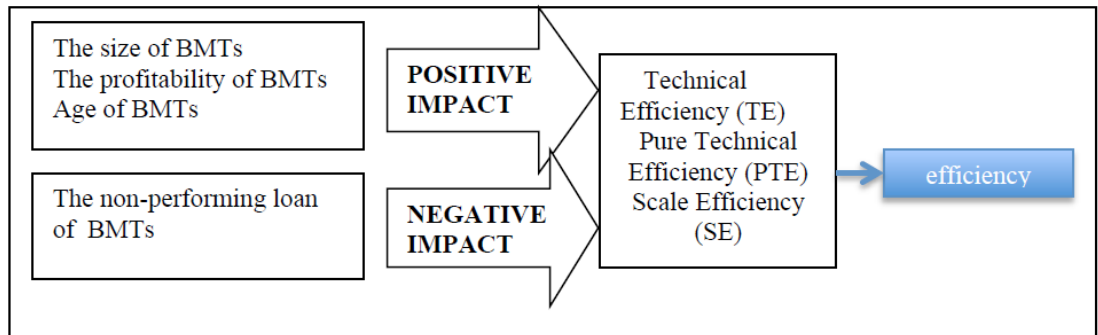 The size of BMTs
The profitability of BMTs
Age of BMTs
POSITIVE
IMPACT
The non-performing loan
of BMTs
NEGATIVE
IMPACT
Technical
Efficiency (TE)
Pure Technical
Efficiency (PTE)
Scale Efficiency
(SE)
efficiency